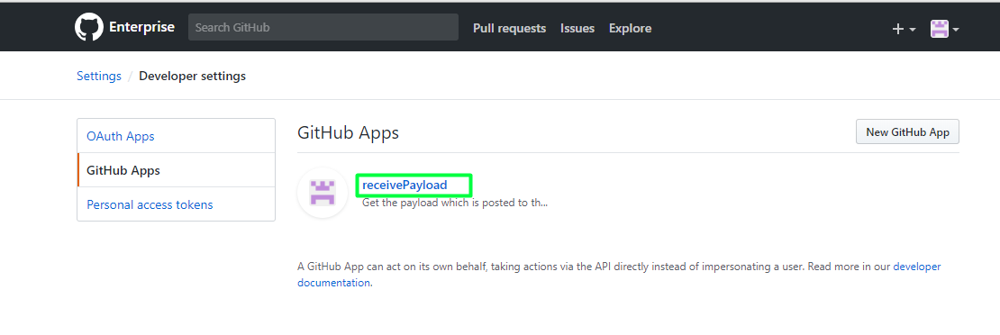 Enterprise
Search GitHub
Pull requests
Issues
Explore
Settings / Developer settings
OAuth Apps
GitHub Apps
Personal access tokens
GitHub Apps
New GitHub App
receivePayload
Get the payload which is posted to th...
A GitHub App can act on its own behalf, taking actions via the API directly instead of impersonating a user. Read more in our developer
documentation.